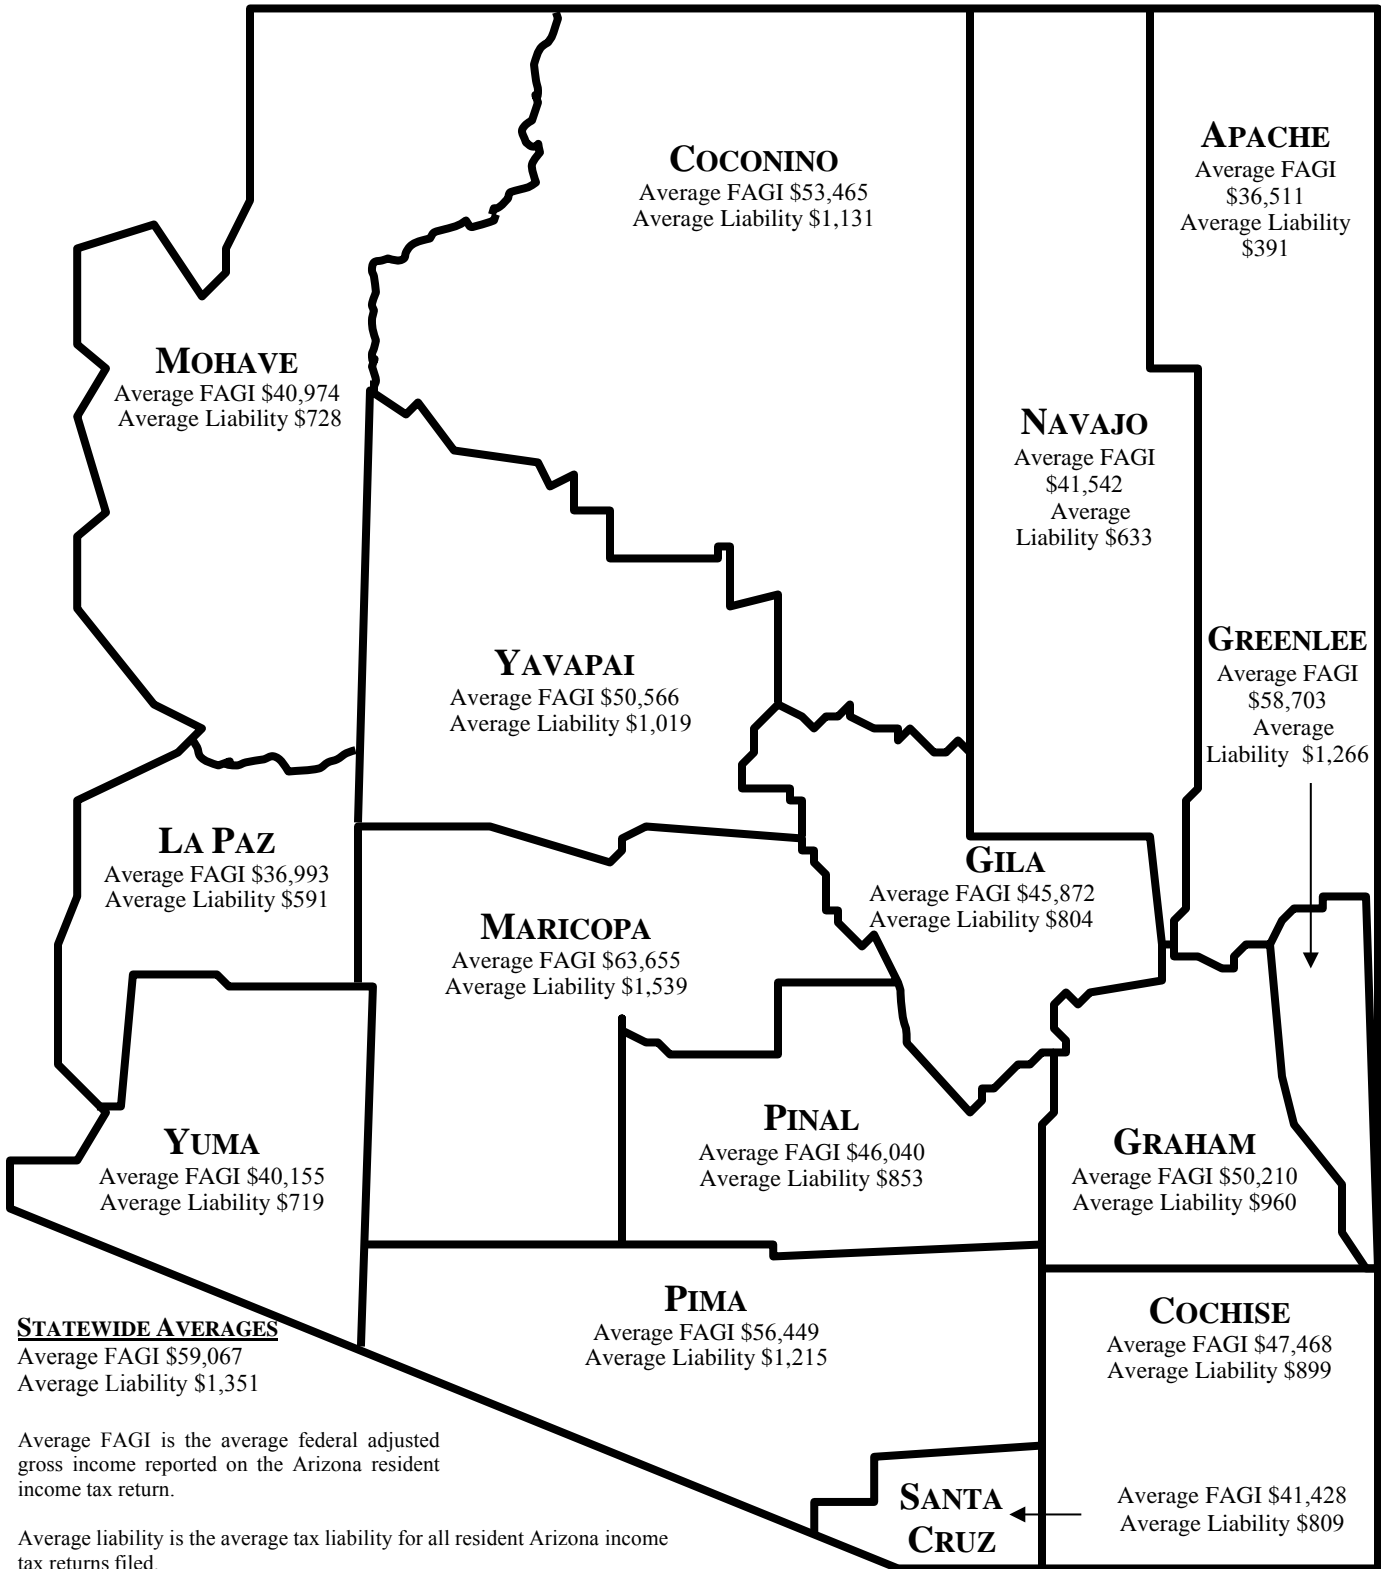 COCONINO
Average FAGI $53,465
Average Liability $1,131
APACHE
Average FAGI
$36,511
Average Liability
$391
MOHAVE
Average FAGI $40,974
Average Liability $728
NAVAJO
Average FAGI
$41,542
Average
Liability $633
GREENLEE
Average FAGI
$58,703
Average
Liability $1,266
YAVAPAI
Average FAGI $50,566
Average Liability $1,019
LA PAZ
Average FAGI $36,993
Average Liability $591
GILA
Average FAGI $45,872
Average Liability $804
MARICOPA
Average FAGI $63,655
Average Liability $1,539
PINAL
Average FAGI $46,040
Average Liability $853
YUMA
Average FAGI $40,155
Average Liability $719
GRAHAM
Average FAGI $50,210
Average Liability $960
PIMA
Average FAGI $56,449
Average Liability $1,215
COCHISE
Average FAGI $47,468
Average Liability $899
SANTA
CRUZ
Average FAGI $41,428
Average Liability $809
STATEWIDE AVERAGES
Average FAGI $59,067
Average Liability $1,351
Average FAGI is the average federal adjusted
gross income reported on the Arizona resident
income tax return.
Average liability is the average tax liability for all resident Arizona income
tax returns filed.